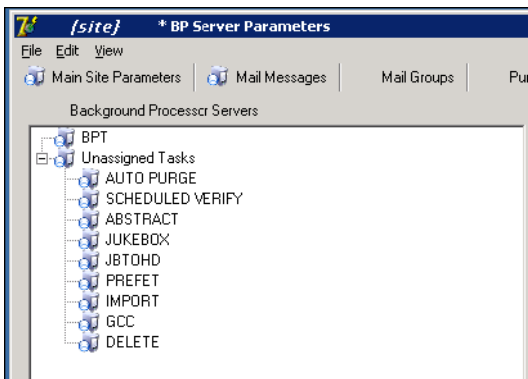 {site} * BP Server Parameters
File Edit View
Main Site Parameters Mail Messages Mail Groups Pur
Background Processcr Servers
BPT
Unassigned Tasks
AUTO PURGE
SCHEDULED VERIFY
ABSTRACT
JUKEBOX
JBTOHD
PREFET
IMPORT
GCC
DELETE